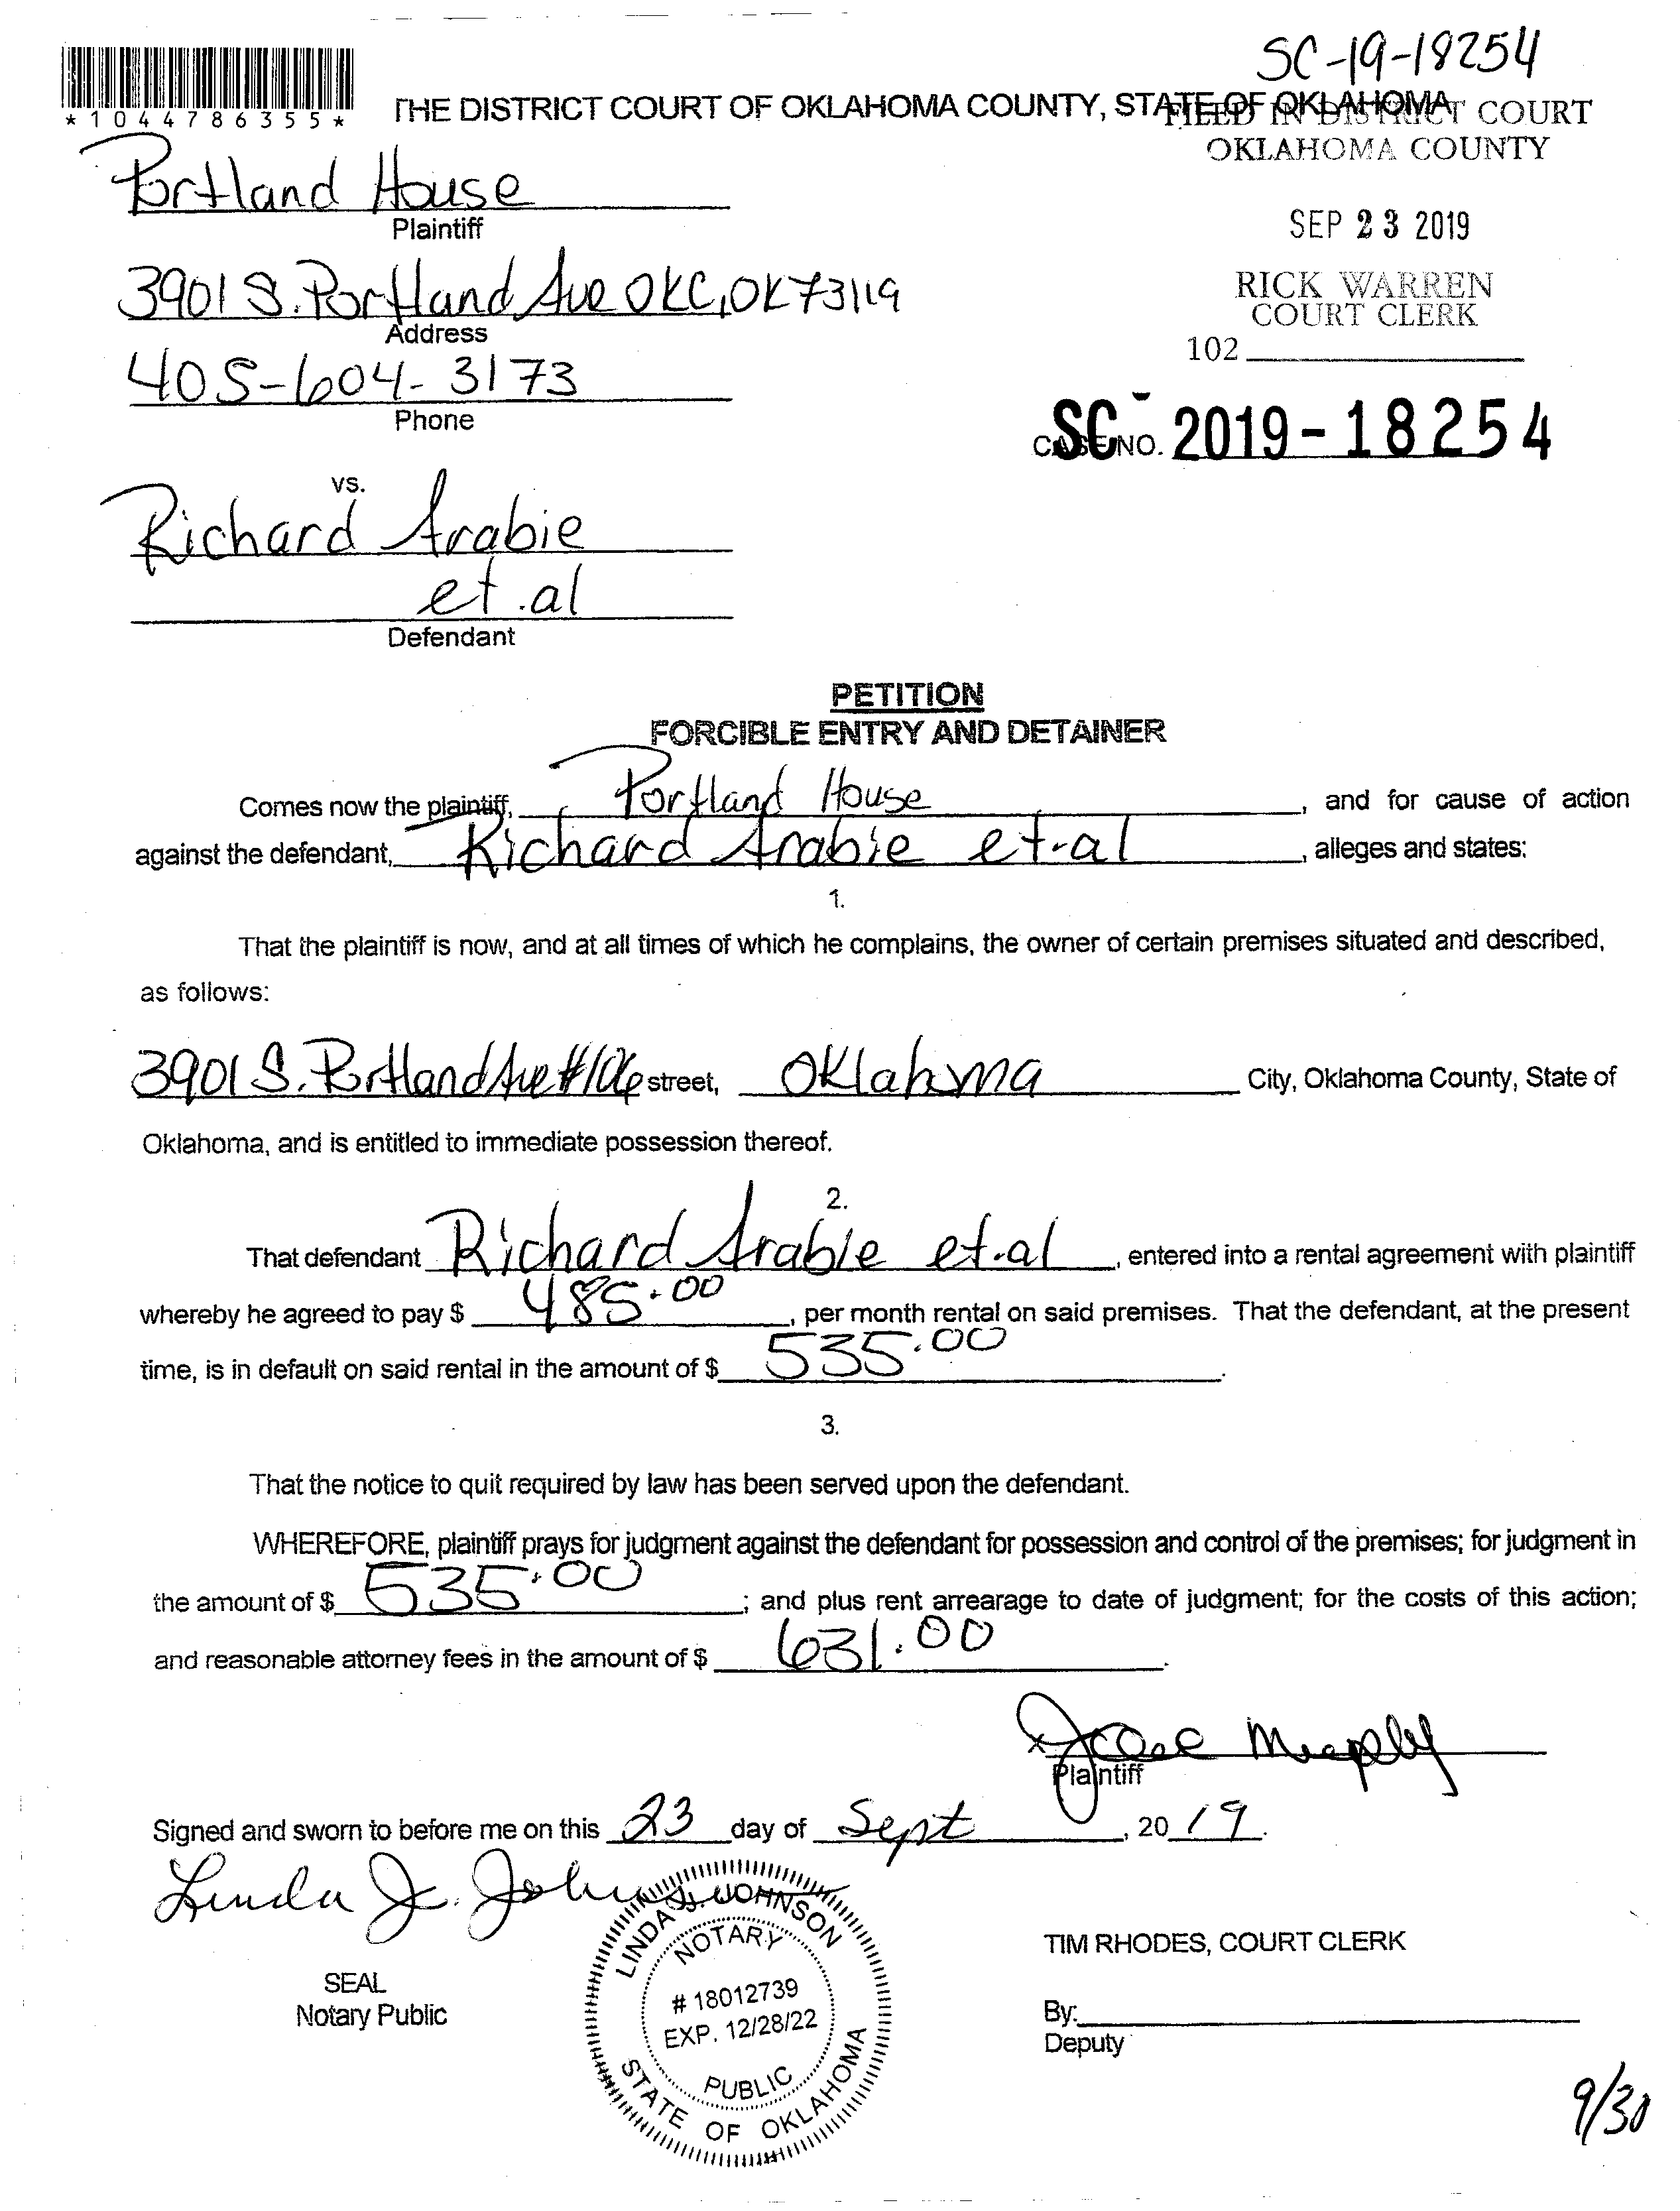 SC-19-18254
*1044786355*
THE DISTRICT COURT OF OKLAHOMA COUNTY, STATE OF OKLAHOMA
FILED IN DISTRICT COURT
OKLAHOMA COUNTY
SEP 23 2019
RICK WARREN
COURT CLERK
102
Portland House
Plaintiff
3901 S. Portland Ave OKC, OK 73119
Address
405-604-3173
Phone
CASE NO. SC-2019-18254
vs.
Richard Arabie
et.al
Defendant
PETITION
FORCIBLE ENTRY AND DETAINER
Comes now the plaintiff, Portland House, and for cause of action
against the defendant, Richard Arabie et.al, alleges and states:
1.
That the plaintiff is now, and at all times of which he complains, the owner of certain premises situated and described,
as follows:
3901 S. Portland Ave #106 street, Oklahoma City, Oklahoma County, State of
Oklahoma, and is entitled to immediate possession thereof.
2.
That defendant Richard Arabie et.al, entered into a rental agreement with plaintiff
whereby he agreed to pay $ 485.00, per month rental on said premises. That the defendant, at the present
time, is in default on said rental in the amount of $ 535.00.
3.
That the notice to quit required by law has been served upon the defendant.
WHEREFORE, plaintiff prays for judgment against the defendant for possession and control of the premises; for judgment in
the amount of $ 535.00; and plus rent arrearage to date of judgment; for the costs of this action;
and reasonable attorney fees in the amount of $ 631.00.
x Murphy
Plaintiff
Signed and sworn to before me on this 23 day of Sept, 2019.
Linda J. Johnson
LINDA J. JOHNSON
NOTARY
# 18012739
EXP. 12/28/22
PUBLIC
STATE OF OKLAHOMA
SEAL
Notary Public
TIM RHODES, COURT CLERK
By:
Deputy
9/30